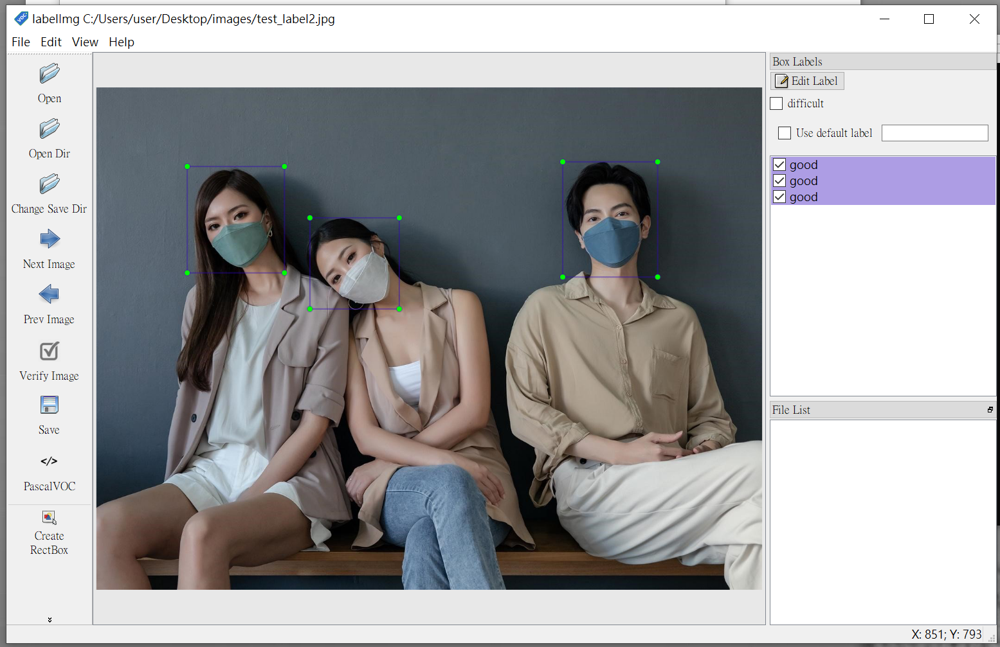 VOC
labelImg C:/Users/user/Desktop/images/test_label2.jpg
File Edit View Help
Open
Open Dir
Change Save Dir
Next Image
Prev Image
Verify Image
Save
</>
PascalVOC
Create
RectBox
Box Labels
Edit Label
difficult
Use default label
good
good
good
File List
X: 851; Y: 793